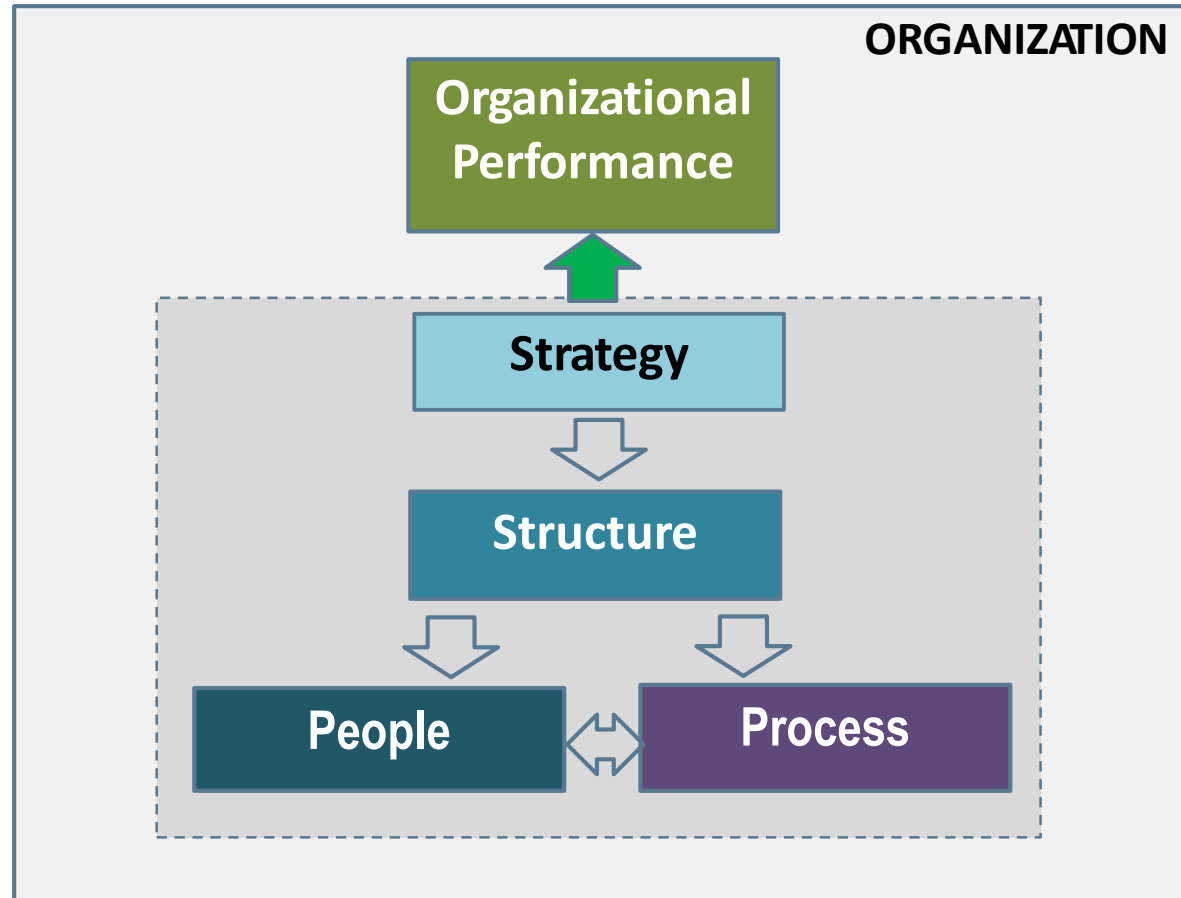 ORGANIZATION
Organizational
Performance
Strategy
Structure
People
Process